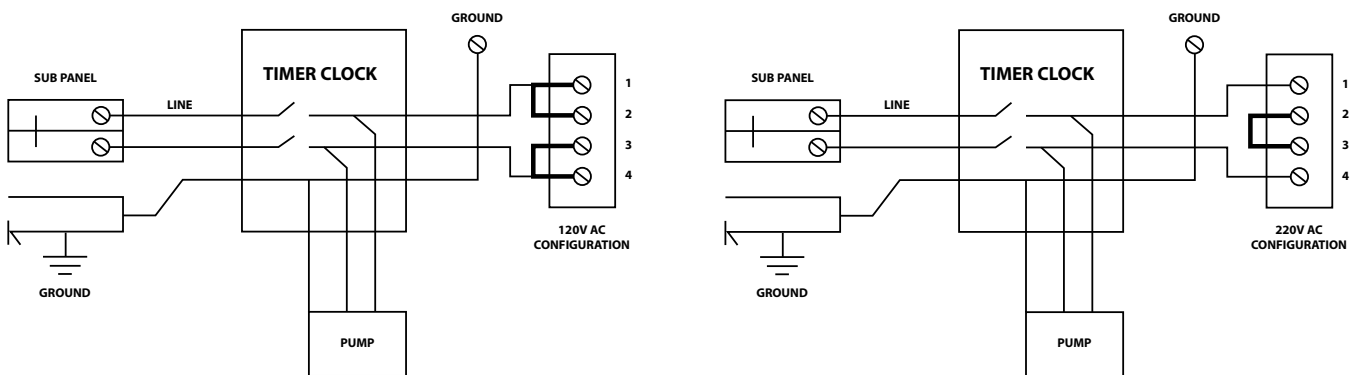 GROUND
TIMER CLOCK
SUB PANEL
LINE
1
2
3
4
120V AC
CONFIGURATION
GROUND
PUMP
GROUND
TIMER CLOCK
SUB PANEL
LINE
1
2
3
4
220V AC
CONFIGURATION
GROUND
PUMP